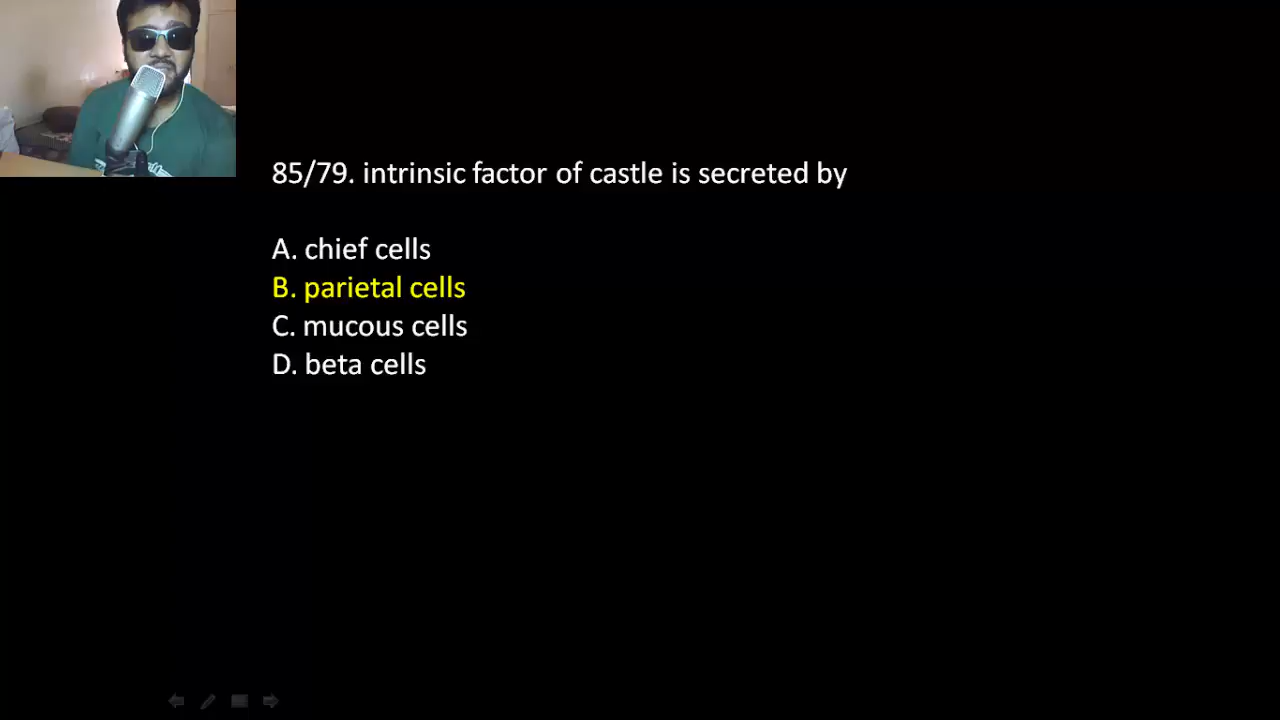 85/79. intrinsic factor of castle is secreted by
A. chief cells
B. parietal cells
C. mucous cells
D. beta cells